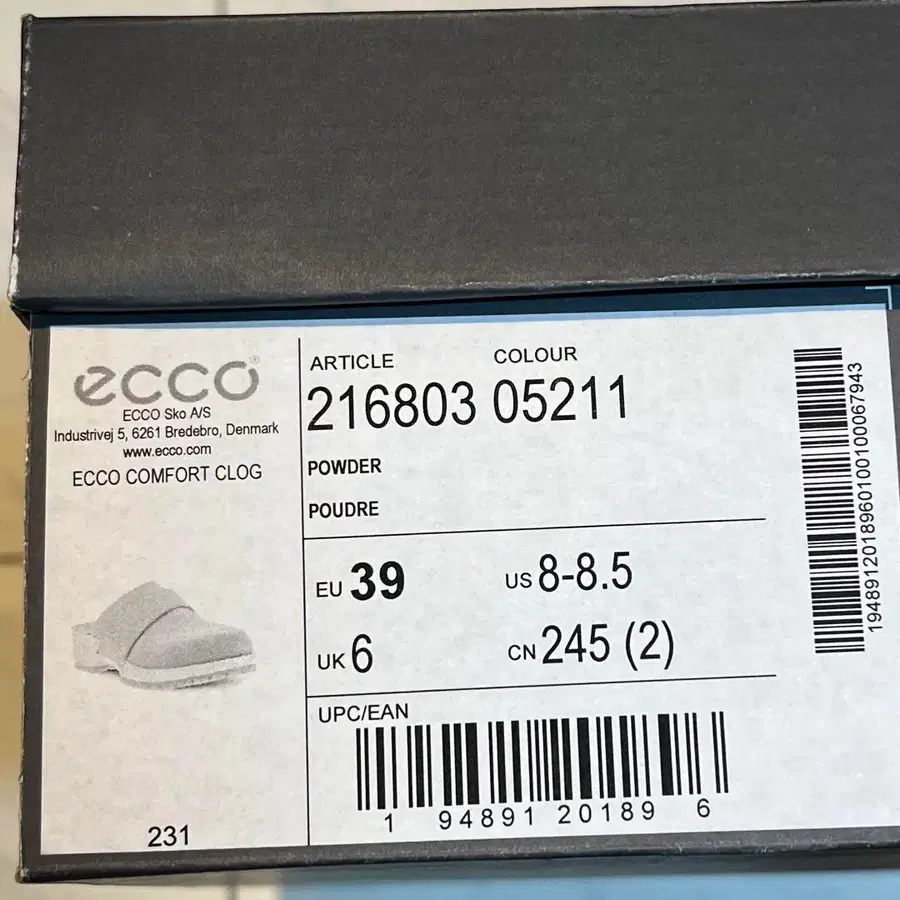 ecco®
ECCO Sko A/S
Industrivej 5, 6261 Bredebro, Denmark
www.ecco.com
ECCO COMFORT CLOG
231
ARTICLE COLOUR
216803 05211
POWDER
POUDRE
EU 39 US 8-8.5
UK 6 CN 245 (2)
UPC/EAN
1 94891 20189 6
1948912018960100100067943